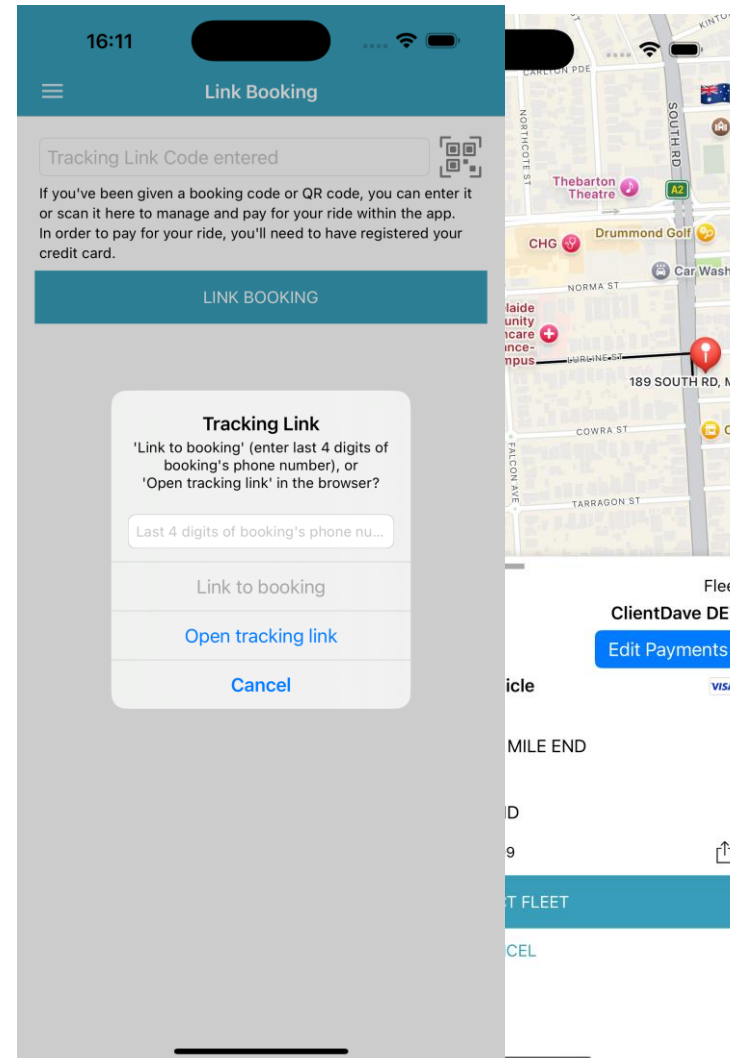 16:11
Link Booking
Tracking Link Code entered
If you've been given a booking code or QR code, you can enter it
or scan it here to manage and pay for your ride within the app.
In order to pay for your ride, you'll need to have registered your
credit card.
LINK BOOKING
Tracking Link
'Link to booking' (enter last 4 digits of
booking's phone number), or
'Open tracking link' in the browser?
Last 4 digits of booking's phone nu...
Link to booking
Open tracking link
Cancel
KINTO
CARLTON PDE
NORTHCOTE ST
SOUTH RD
Thebarton
Theatre
A2
CHG
Drummond Golf
Car Wash
NORMA ST
laide
unity
ncare
ance-
mpus
LURLINE ST
189 SOUTH RD, M
COWRA ST
FALCON AVE
TARRAGON ST
Flee
ClientDave DE
Edit Payments
icle
VISA
MILE END
ID
9
CT FLEET
NCEL